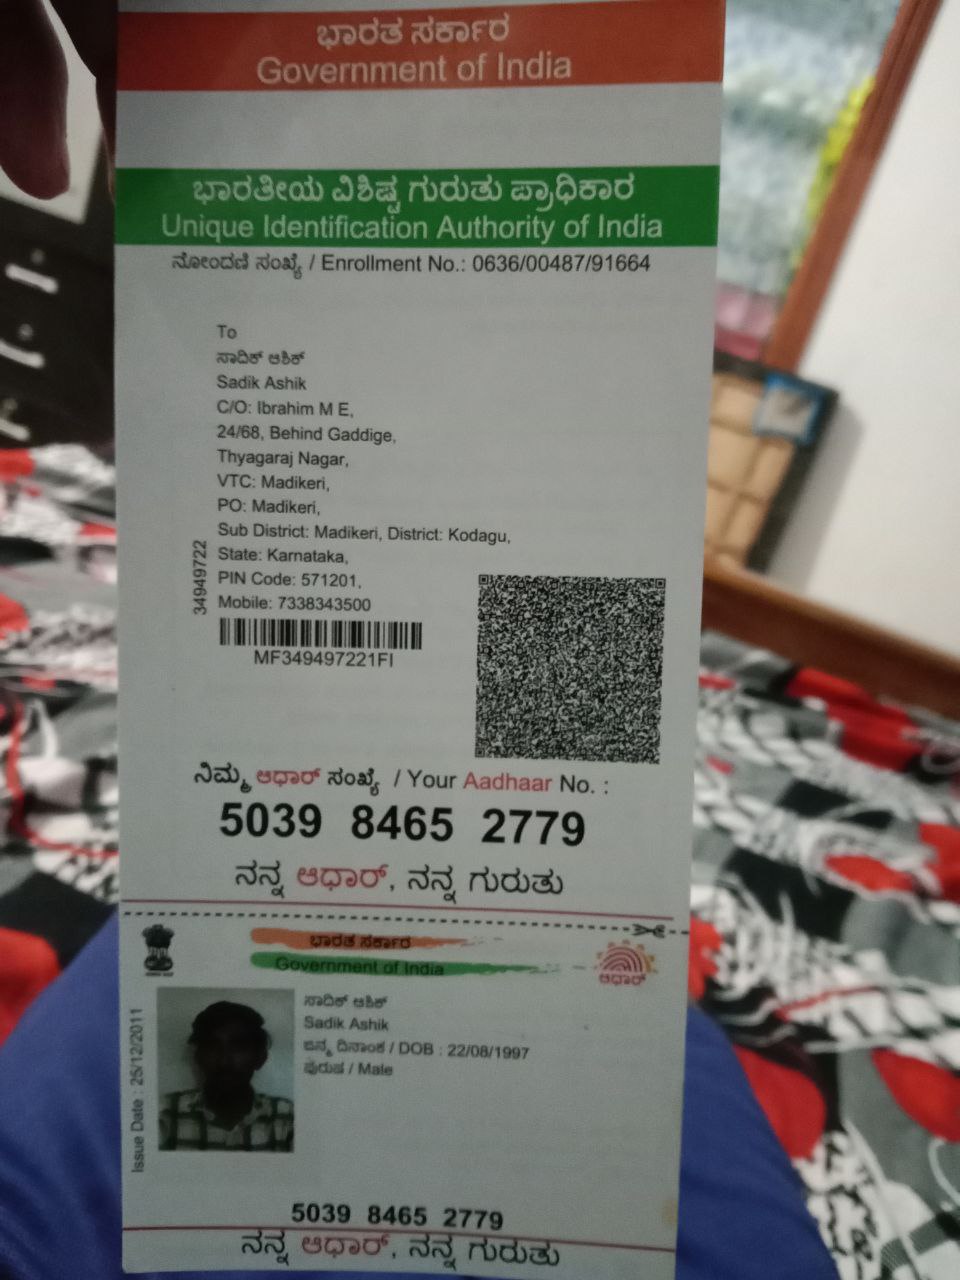 ಭಾರತ ಸರ್ಕಾರ
Government of India
ಭಾರತೀಯ ವಿಶಿಷ್ಟ ಗುರುತು ಪ್ರಾಧಿಕಾರ
Unique Identification Authority of India
ನೋಂದಣಿ ಸಂಖ್ಯೆ / Enrollment No.: 0636/00487/91664
To
ಸಾದಿಕ್ ಆಶಿಕ್
Sadik Ashik
C/O: Ibrahim M E,
24/68, Behind Gaddige,
Thyagaraj Nagar,
VTC: Madikeri,
PO: Madikeri,
Sub District: Madikeri, District: Kodagu,
State: Karnataka,
PIN Code: 571201,
Mobile: 7338343500
34949722
MF349497221FI
ನಿಮ್ಮ ಆಧಾರ್ ಸಂಖ್ಯೆ / Your Aadhaar No. :
5039 8465 2779
ನನ್ನ ಆಧಾರ್, ನನ್ನ ಗುರುತು
ಭಾರತ ಸರ್ಕಾರ
Government of India
ಆಧಾರ್
Issue Date : 25/12/2011
ಸಾದಿಕ್ ಆಶಿಕ್
Sadik Ashik
ಜನ್ಮ ದಿನಾಂಕ / DOB : 22/08/1997
ಪುರುಷ / Male
5039 8465 2779
ನನ್ನ ಆಧಾರ್, ನನ್ನ ಗುರುತು